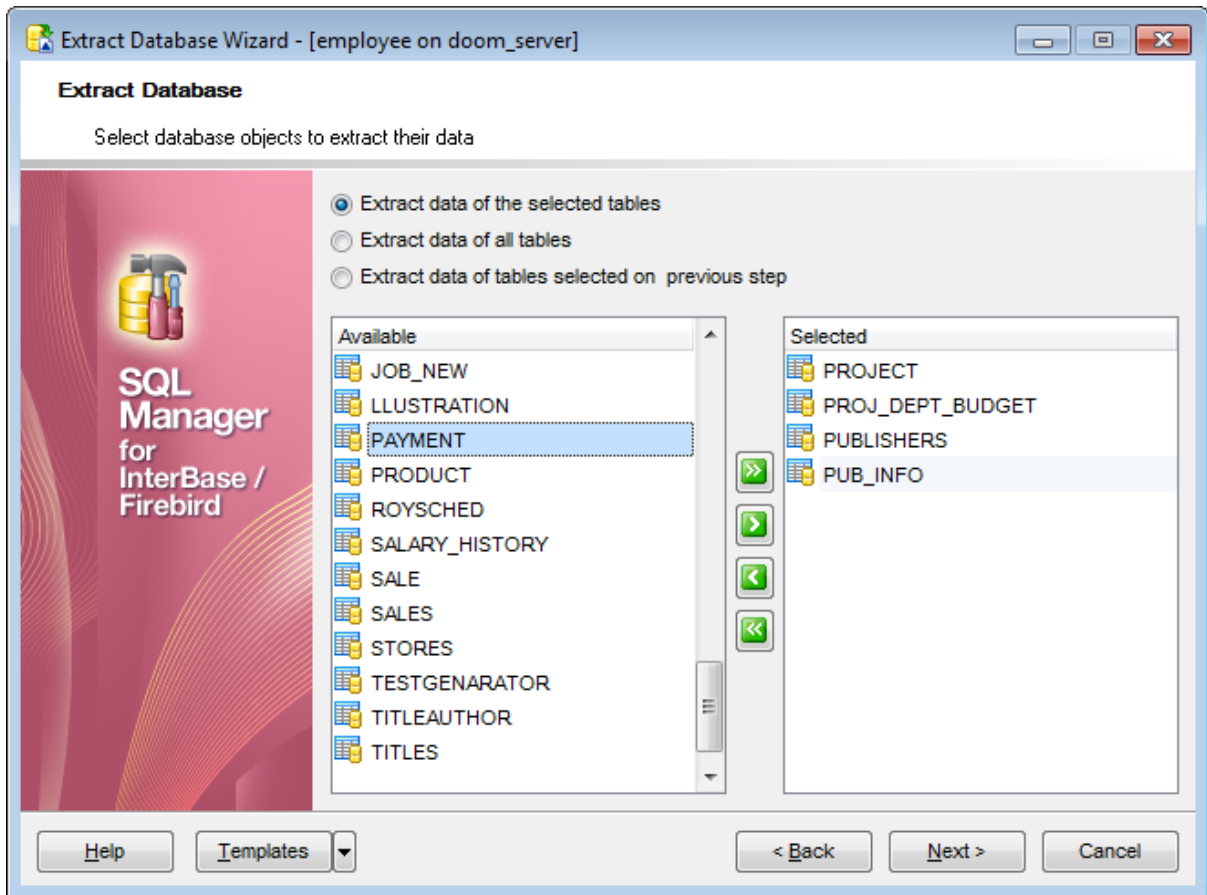 Extract Database Wizard - [employee on doom_server]
Extract Database
Select database objects to extract their data
SQL
Manager
for
InterBase /
Firebird
Extract data of the selected tables
Extract data of all tables
Extract data of tables selected on  previous step
Available
JOB_NEW
LLUSTRATION
PAYMENT
PRODUCT
ROYSCHED
SALARY_HISTORY
SALE
SALES
STORES
TESTGENARATOR
TITLEAUTHOR
TITLES
Selected
PROJECT
PROJ_DEPT_BUDGET
PUBLISHERS
PUB_INFO
Help
Templates
< Back
Next >
Cancel